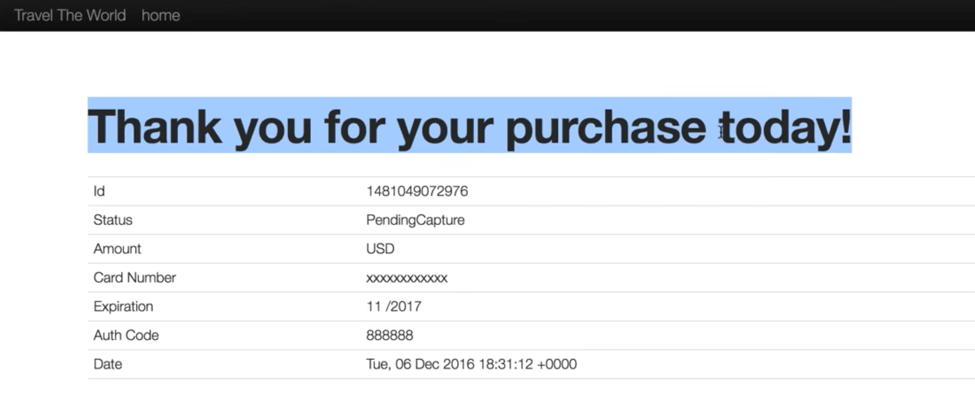 Travel The World home
Thank you for your purchase today!
Id 1481049072976
Status PendingCapture
Amount USD
Card Number xxxxxxxxxxxx
Expiration 11 /2017
Auth Code 888888
Date Tue, 06 Dec 2016 18:31:12 +0000